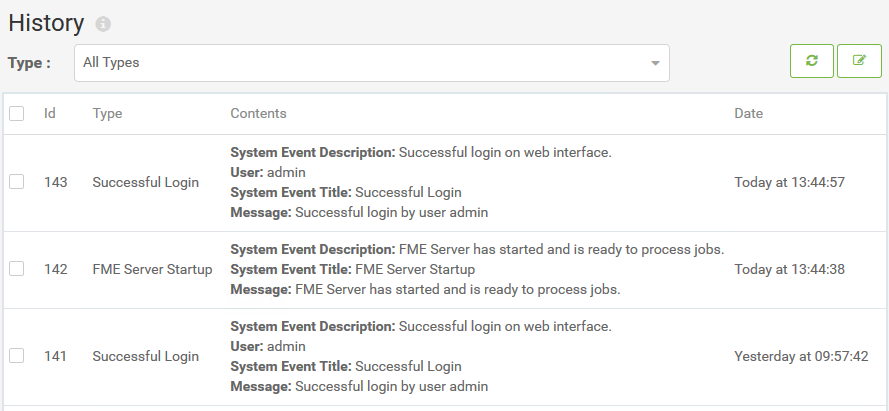 History
Type : All Types
Id Type Contents Date
System Event Description: Successful login on web interface.
User: admin
143 Successful Login Today at 13:44:57
System Event Title: Successful Login
Message: Successful login by user admin
System Event Description: FME Server has started and is ready to process jobs.
142 FME Server Startup System Event Title: FME Server Startup Today at 13:44:38
Message: FME Server has started and is ready to process jobs.
System Event Description: Successful login on web interface.
User: admin
141 Successful Login Yesterday at 09:57:42
System Event Title: Successful Login
Message: Successful login by user admin